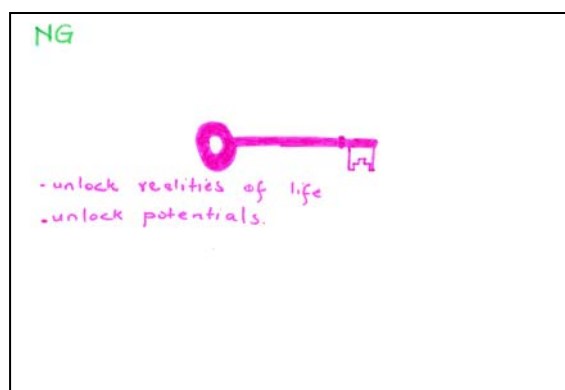 NG
- unlock realities of life
. unlock potentials.